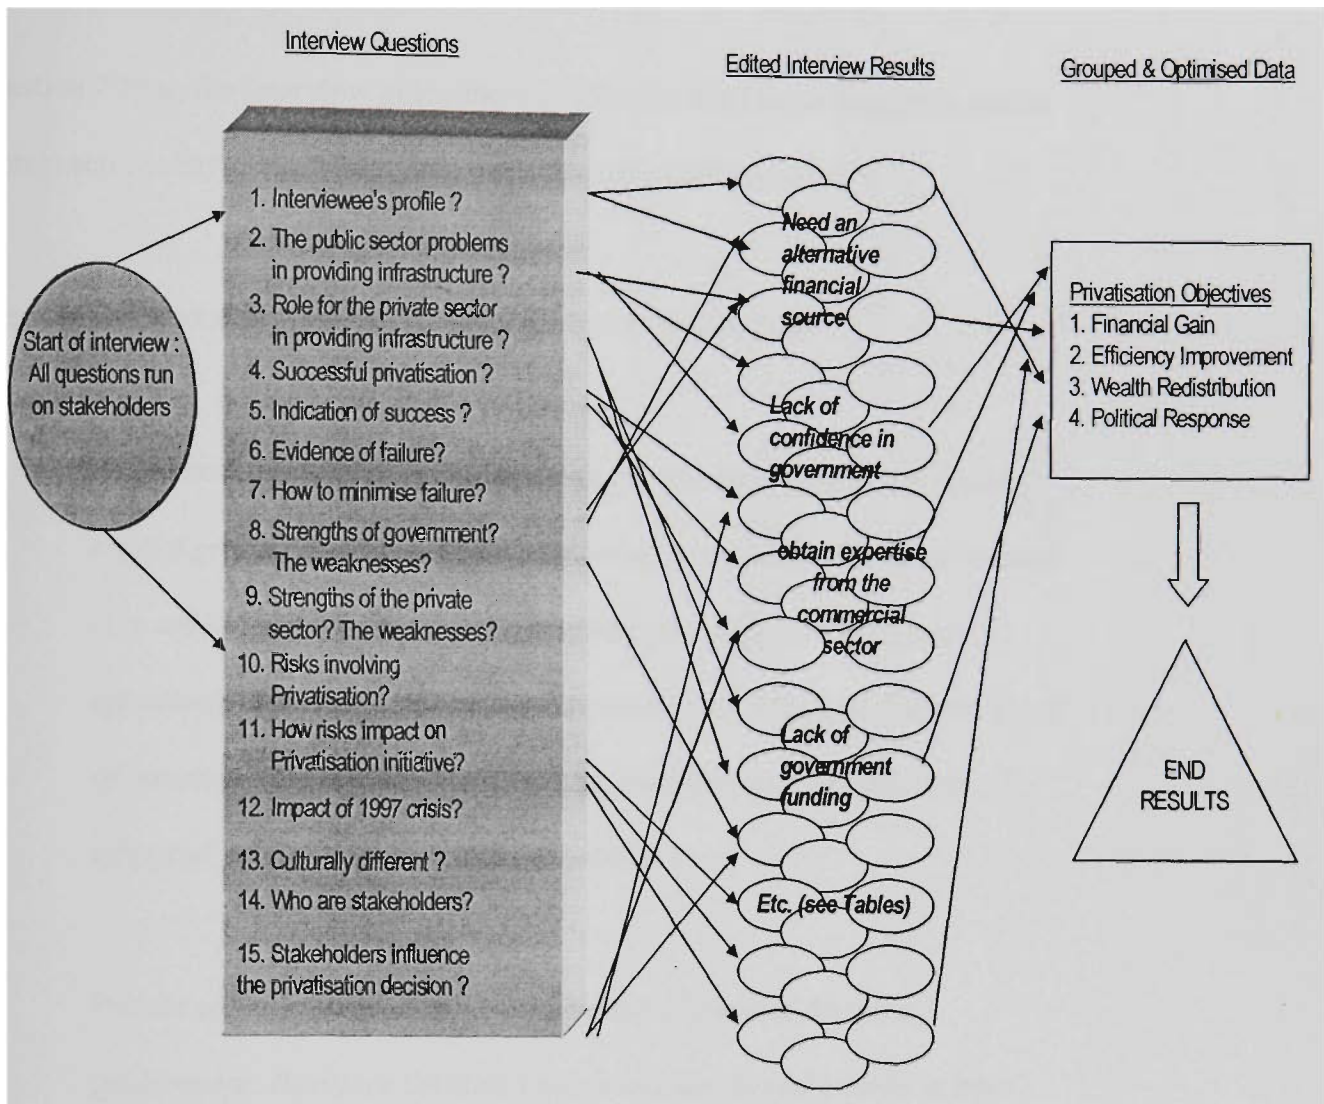 Interview Questions
Edited Interview Results
Grouped & Optimised Data
Start of interview :
All questions run
on stakeholders
1. Interviewee's profile ?
2. The public sector problems
in providing infrastructure ?
3. Role for the private sector
in providing infrastructure ?
4. Successful privatisation ?
5. Indication of success ?
6. Evidence of failure?
7. How to minimise failure?
8. Strengths of government?
The weaknesses?
9. Strengths of the private
sector? The weaknesses?
10. Risks involving
Privatisation?
11. How risks impact on
Privatisation initiative?
12. Impact of 1997 crisis?
13. Culturally different ?
14. Who are stakeholders?
15. Stakeholders influence
the privatisation decision ?
Need an
alternative
financial
source
Lack of
confidence in
government
obtain expertise
from the
commercial
sector
Lack of
government
funding
Etc. (see Tables)
Privatisation Objectives
1. Financial Gain
2. Efficiency Improvement
3. Wealth Redistribution
4. Political Response
END
RESULTS